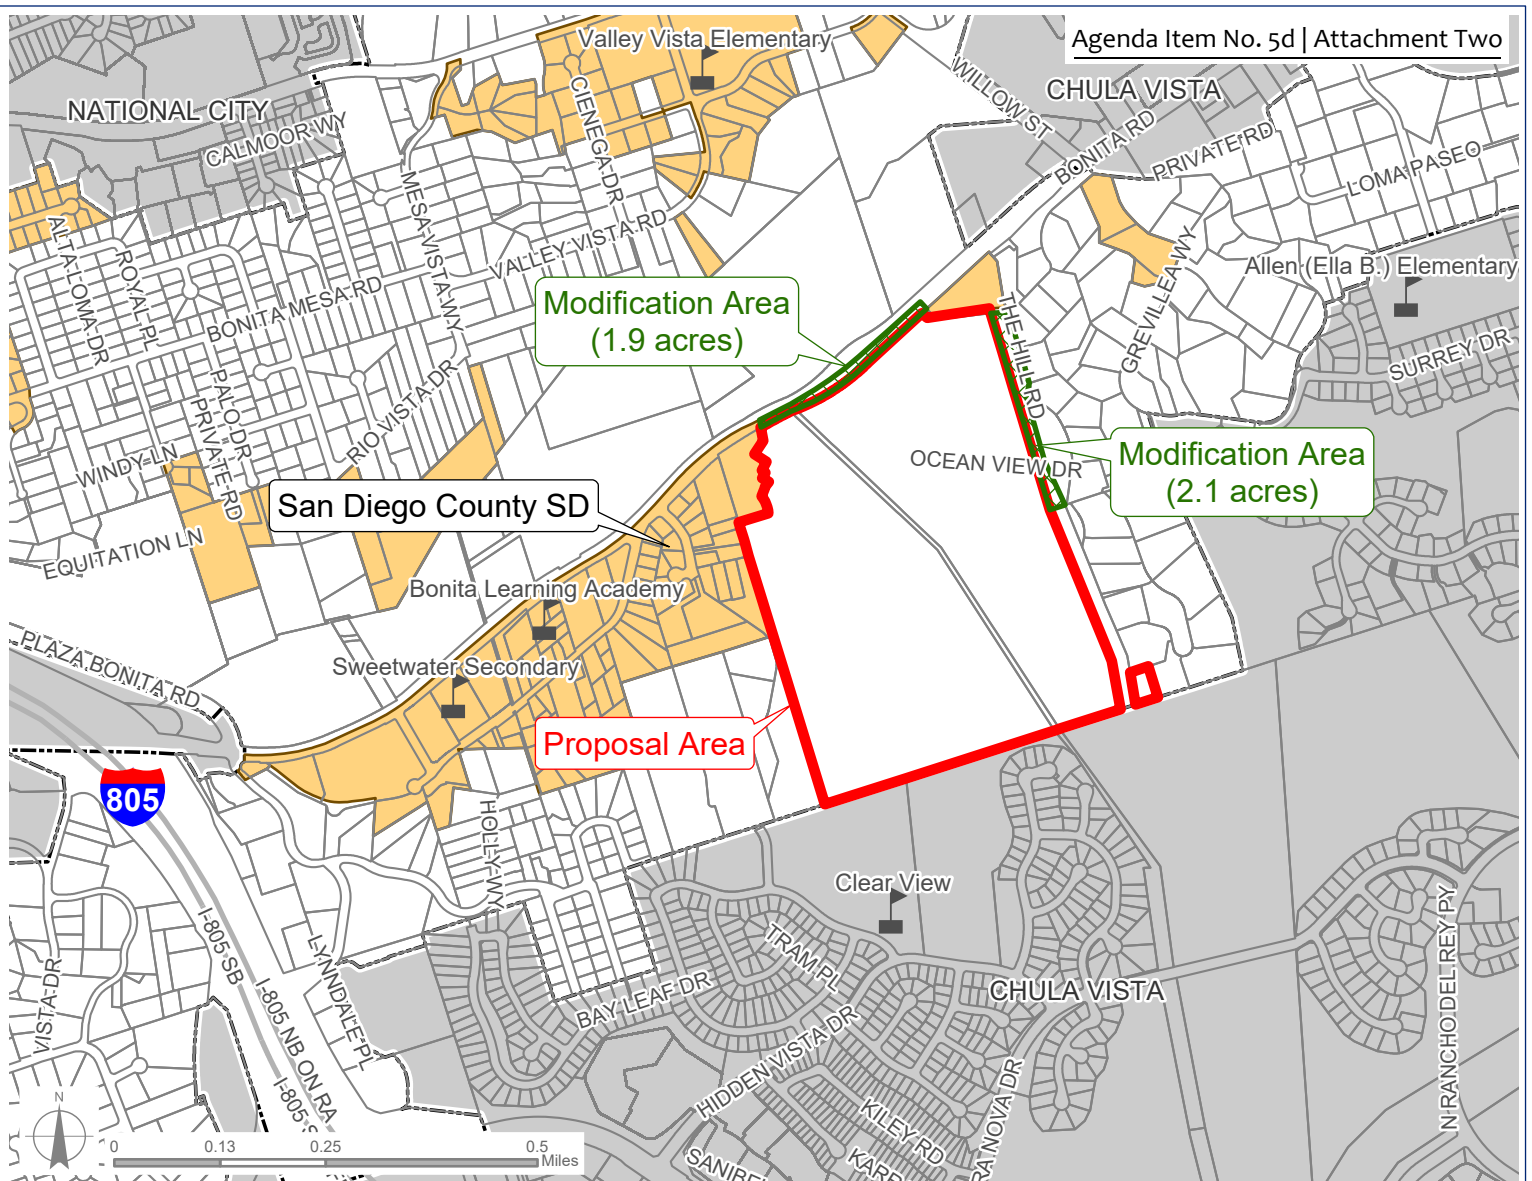 Agenda Item No. 5d | Attachment Two
Valley Vista Elementary
NATIONAL CITY
CHULA VISTA
WILLOW ST
BONITA RD
PRIVATE RD
LOMA PASEO
CALMOOR WY
CIENEGA DR
MESA VISTA WY
VALLEY VISTA RD
ALTA LOMA DR
ROYAL PL
BONITA MESA RD
Allen (Ella B.) Elementary
GREVILLEA WY
SURREY DR
Modification Area
(1.9 acres)
THE HILL RD
PALO DR
PRIVATE RD
RIO VISTA DR
WINDY LN
OCEAN VIEW DR
Modification Area
(2.1 acres)
San Diego County SD
EQUITATION LN
Bonita Learning Academy
PLAZA BONITA RD
Sweetwater Secondary
Proposal Area
805
HOLLY WY
Clear View
I-805 SB
LYNNDALE PL
VISTA DR
I-805 NB ON RA
I-805 S
TRAM PL
BAY LEAF DR
CHULA VISTA
HIDDEN VISTA DR
N RANCHO DEL REY PY
KILEY RD
RA NOVA DR
SANIBE
KARR
N
0 0.13 0.25 0.5
Miles